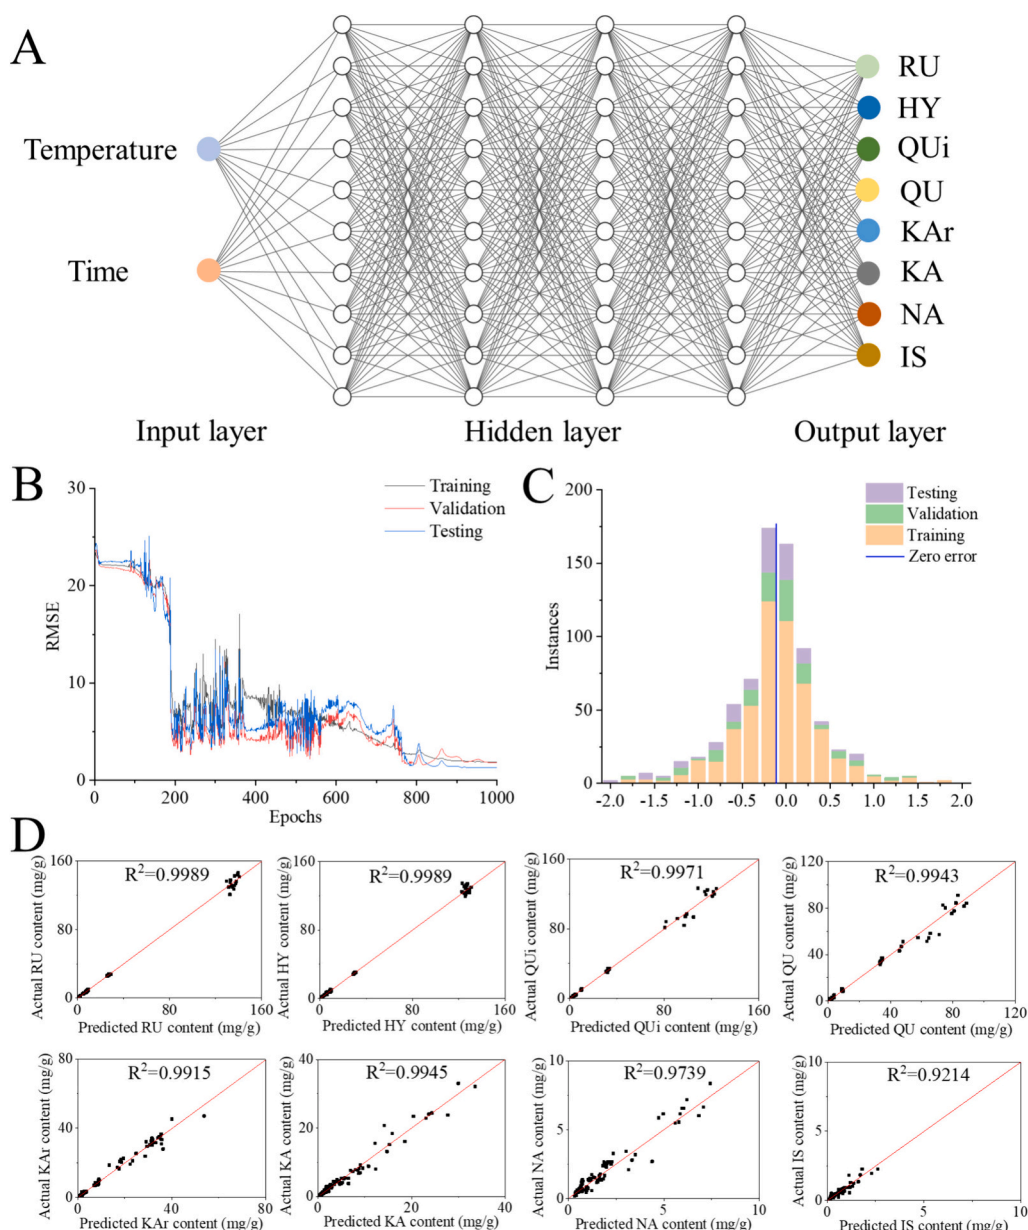 A
Temperature
Time
RU
HY
QUi
QU
KAr
KA
NA
IS
Input layer
Hidden layer
Output layer
B
30
20
10
0
RMSE
Training
Validation
Testing
0
200
400
600
800
1000
Epochs
C
200
150
100
50
0
Instances
Testing
Validation
Training
Zero error
-2.0
-1.5
-1.0
-0.5
0.0
0.5
1.0
1.5
2.0
D
160
80
0
Actual RU content (mg/g)
R²=0.9989
0
80
160
Predicted RU content (mg/g)
160
80
0
Actual HY content (mg/g)
R²=0.9989
0
80
160
Predicted HY content (mg/g)
160
80
0
Actual QUi content (mg/g)
R²=0.9971
0
80
160
Predicted QUi content (mg/g)
120
80
40
0
Actual QU content (mg/g)
R²=0.9943
0
40
80
120
Predicted QU content (mg/g)
80
40
0
Actual KAr content (mg/g)
R²=0.9915
0
40
80
Predicted KAr content (mg/g)
40
20
0
Actual KA content (mg/g)
R²=0.9945
0
20
40
Predicted KA content (mg/g)
10
5
0
Actual NA content (mg/g)
R²=0.9739
0
5
10
Predicted NA content (mg/g)
10
5
0
Actual IS content (mg/g)
R²=0.9214
0
5
10
Predicted IS content (mg/g)